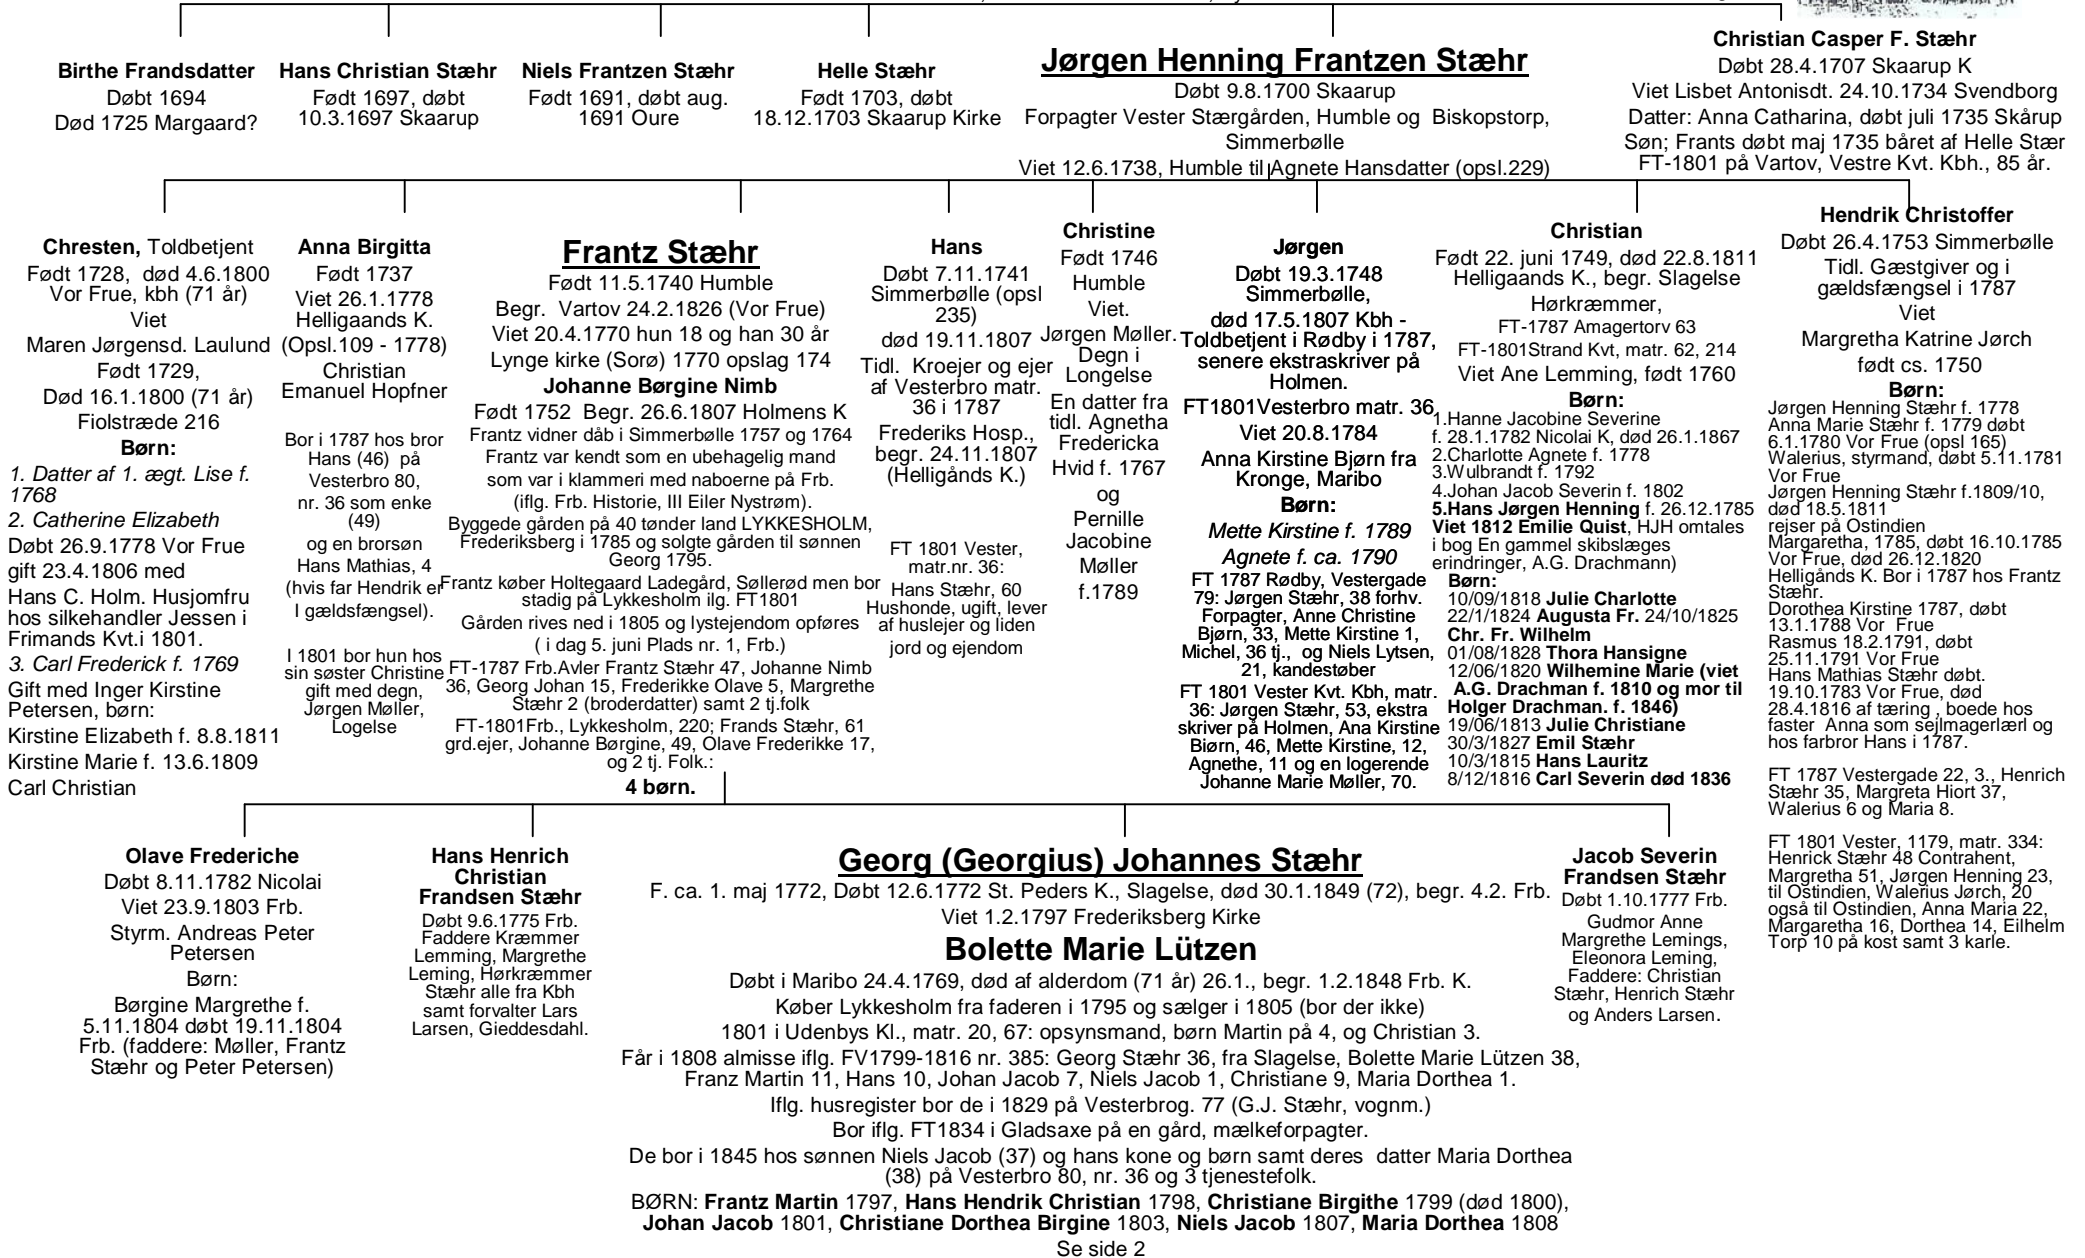 Birthe Frandsdatter
Døbt 1694
Død 1725 Margaard?
Hans Christian Stæhr
Født 1697, døbt
10.3.1697 Skaarup
Niels Frantzen Stæhr
Født 1691, døbt aug.
1691 Oure
Helle Stæhr
Født 1703, døbt
18.12.1703 Skaarup Kirke
Jørgen Henning Frantzen Stæhr
Døbt 9.8.1700 Skaarup
Forpagter Vester Stærgården, Humble og Biskopstorp,
Simmerbølle
Viet 12.6.1738, Humble til Agnete Hansdatter (opsl.229)
Christian Casper F. Stæhr
Døbt 28.4.1707 Skaarup K
Viet Lisbet Antonisdt. 24.10.1734 Svendborg
Datter: Anna Catharina, døbt juli 1735 Skårup
Søn; Frants døbt maj 1735 båret af Helle Stær
FT-1801 på Vartov, Vestre Kvt. Kbh., 85 år.
Chresten, Toldbetjent
Født 1728, død 4.6.1800
Vor Frue, kbh (71 år)
Viet
Maren Jørgensd. Laulund
Født 1729,
Død 16.1.1800 (71 år)
Fiolstræde 216
Børn:
1. Datter af 1. ægt. Lise f.
1768
2. Catherine Elizabeth
Døbt 26.9.1778 Vor Frue
gift 23.4.1806 med
Hans C. Holm. Husjomfru
hos silkehandler Jessen i
Frimands Kvt.i 1801.
3. Carl Frederick f. 1769
Gift med Inger Kirstine
Petersen, børn:
Kirstine Elizabeth f. 8.8.1811
Kirstine Marie f. 13.6.1809
Carl Christian
Anna Birgitta
Født 1737
Viet 26.1.1778
Helligaands K.
(Opsl.109 - 1778)
Christian
Emanuel Hopfner
Bor i 1787 hos bror
Hans (46) på
Vesterbro 80,
nr. 36 som enke
(49)
og en brorsøn
Hans Mathias, 4
(hvis far Hendrik er
I gældsfængsel).
I 1801 bor hun hos
sin søster Christine
gift med degn,
Jørgen Møller,
Logelse
Frantz Stæhr
Født 11.5.1740 Humble
Begr. Vartov 24.2.1826 (Vor Frue)
Viet 20.4.1770 hun 18 og han 30 år
Lynge kirke (Sorø) 1770 opslag 174
Johanne Børgine Nimb
Født 1752 Begr. 26.6.1807 Holmens K
Frantz vidner dåb i Simmerbølle 1757 og 1764
Frantz var kendt som en ubehagelig mand
som var i klammeri med naboerne på Frb.
(iflg. Frb. Historie, III Eiler Nystrøm).
Byggede gården på 40 tønder land LYKKESHOLM,
Frederiksberg i 1785 og solgte gården til sønnen
Georg 1795.
Frantz køber Holtegaard Ladegård, Søllerød men bor
stadig på Lykkesholm ilg. FT1801
Gården rives ned i 1805 og lystejendom opføres
( i dag 5. juni Plads nr. 1, Frb.)
FT-1787 Frb.Avler Frantz Stæhr 47, Johanne Nimb
36, Georg Johan 15, Frederikke Olave 5, Margrethe
Stæhr 2 (broderdatter) samt 2 tj.folk
FT-1801Frb., Lykkesholm, 220; Frands Stæhr, 61
grd.ejer, Johanne Børgine, 49, Olave Frederikke 17,
og 2 tj. Folk.:
4 børn.
Hans
Døbt 7.11.1741
Simmerbølle (opsl
235)
død 19.11.1807
Tidl. Kroejer og ejer
af Vesterbro matr.
36 i 1787
Frederiks Hosp.,
begr. 24.11.1807
(Helligånds K.)
FT 1801 Vester,
matr.nr. 36:
Hans Stæhr, 60
Hushonde, ugift, lever
af huslejer og liden
jord og ejendom
Christine
Født 1746
Humble
Viet.
Jørgen Møller.
Degn i
Longelse
En datter fra
tidl. Agnetha
Fredericka
Hvid f. 1767
og
Pernille
Jacobine
Møller
f.1789
Jørgen
Døbt 19.3.1748
Simmerbølle,
død 17.5.1807 Kbh -
Toldbetjent i Rødby i 1787,
senere ekstraskriver på
Holmen.
FT1801Vesterbro matr. 36
Viet 20.8.1784
Anna Kirstine Bjørn fra
Kronge, Maribo
Børn:
Mette Kirstine f. 1789
Agnete f. ca. 1790
FT 1787 Rødby, Vestergade
79: Jørgen Stæhr, 38 forhv.
Forpagter, Anne Christine
Bjørn, 33, Mette Kirstine 1,
Michel, 36 tj., og Niels Lytsen,
21, kandestøber
FT 1801 Vester Kvt. Kbh, matr.
36: Jørgen Stæhr, 53, ekstra
skriver på Holmen, Ana Kirstine
Biørn, 46, Mette Kirstine, 12,
Agnethe, 11 og en logerende
Johanne Marie Møller, 70.
Christian
Født 22. juni 1749, død 22.8.1811
Helligaands K., begr. Slagelse
Hørkræmmer,
FT-1787 Amagertorv 63
FT-1801Strand Kvt, matr. 62, 214
Viet Ane Lemming, født 1760
Børn:
1.Hanne Jacobine Severine
f. 28.1.1782 Nicolai K, død 26.1.1867
2.Charlotte Agnete f. 1778
3.Wulbrandt f. 1792
4.Johan Jacob Severin f. 1802
5.Hans Jørgen Henning f. 26.12.1785
Viet 1812 Emilie Quist, HJH omtales
i bog En gammel skibslæges
erindringer, A.G. Drachmann)
Børn:
10/09/1818 Julie Charlotte
22/1/1824 Augusta Fr. 24/10/1825
Chr. Fr. Wilhelm
01/08/1828 Thora Hansigne
12/06/1820 Wilhemine Marie (viet
A.G. Drachman f. 1810 og mor til
Holger Drachman. f. 1846)
19/06/1813 Julie Christiane
30/3/1827 Emil Stæhr
10/3/1815 Hans Lauritz
8/12/1816 Carl Severin død 1836
Hendrik Christoffer
Døbt 26.4.1753 Simmerbølle
Tidl. Gæstgiver og i
gældsfængsel i 1787
Viet
Margretha Katrine Jørch
født cs. 1750
Børn:
Jørgen Henning Stæhr f. 1778
Anna Marie Stæhr f. 1779 døbt
6.1.1780 Vor Frue (opsl 165)
Walerius, styrmand, døbt 5.11.1781
Vor Frue
Jørgen Henning Stæhr f.1809/10,
død 18.5.1811
rejser på Ostindien
Margaretha, 1785, døbt 16.10.1785
Vor Frue, død 26.12.1820
Helligånds K. Bor i 1787 hos Frantz
Stæhr.
Dorothea Kirstine 1787, døbt
13.1.1788 Vor Frue
Rasmus 18.2.1791, døbt
25.11.1791 Vor Frue
Hans Mathias Stæhr døbt.
19.10.1783 Vor Frue, død
28.4.1816 af tæring , boede hos
faster Anna som sejlmagerlærl og
hos farbror Hans i 1787.
FT 1787 Vestergade 22, 3., Henrich
Stæhr 35, Margreta Hiort 37,
Walerius 6 og Maria 8.
FT 1801 Vester, 1179, matr. 334:
Henrick Stæhr 48 Contrahent,
Margretha 51, Jørgen Henning 23,
til Ostindien, Walerius Jørch, 20
også til Ostindien, Anna Maria 22,
Margaretha 16, Dorthea 14, Eilhelm
Torp 10 på kost samt 3 karle.
Olave Frederiche
Døbt 8.11.1782 Nicolai
Viet 23.9.1803 Frb.
Styrm. Andreas Peter
Petersen
Børn:
Børgine Margrethe f.
5.11.1804 døbt 19.11.1804
Frb. (faddere: Møller, Frantz
Stæhr og Peter Petersen)
Hans Henrich
Christian
Frandsen Stæhr
Døbt 9.6.1775 Frb.
Faddere Kræmmer
Lemming, Margrethe
Leming, Hørkræmmer
Stæhr alle fra Kbh
samt forvalter Lars
Larsen, Gieddesdahl.
Georg (Georgius) Johannes Stæhr
F. ca. 1. maj 1772, Døbt 12.6.1772 St. Peders K., Slagelse, død 30.1.1849 (72), begr. 4.2. Frb.
Viet 1.2.1797 Frederiksberg Kirke
Bolette Marie Lützen
Døbt i Maribo 24.4.1769, død af alderdom (71 år) 26.1., begr. 1.2.1848 Frb. K.
Køber Lykkesholm fra faderen i 1795 og sælger i 1805 (bor der ikke)
1801 i Udenbys Kl., matr. 20, 67: opsynsmand, børn Martin på 4, og Christian 3.
Får i 1808 almisse iflg. FV1799-1816 nr. 385: Georg Stæhr 36, fra Slagelse, Bolette Marie Lützen 38,
Franz Martin 11, Hans 10, Johan Jacob 7, Niels Jacob 1, Christiane 9, Maria Dorthea 1.
Iflg. husregister bor de i 1829 på Vesterbrog. 77 (G.J. Stæhr, vognm.)
Bor iflg. FT1834 i Gladsaxe på en gård, mælkeforpagter.
De bor i 1845 hos sønnen Niels Jacob (37) og hans kone og børn samt deres datter Maria Dorthea
(38) på Vesterbro 80, nr. 36 og 3 tjenestefolk.
BØRN: Frantz Martin 1797, Hans Hendrik Christian 1798, Christiane Birgithe 1799 (død 1800),
Johan Jacob 1801, Christiane Dorthea Birgine 1803, Niels Jacob 1807, Maria Dorthea 1808
Se side 2
Jacob Severin
Frandsen Stæhr
Døbt 1.10.1777 Frb.
Gudmor Anne
Margrethe Lemings,
Eleonora Leming,
Faddere: Christian
Stæhr, Henrich Stæhr
og Anders Larsen.